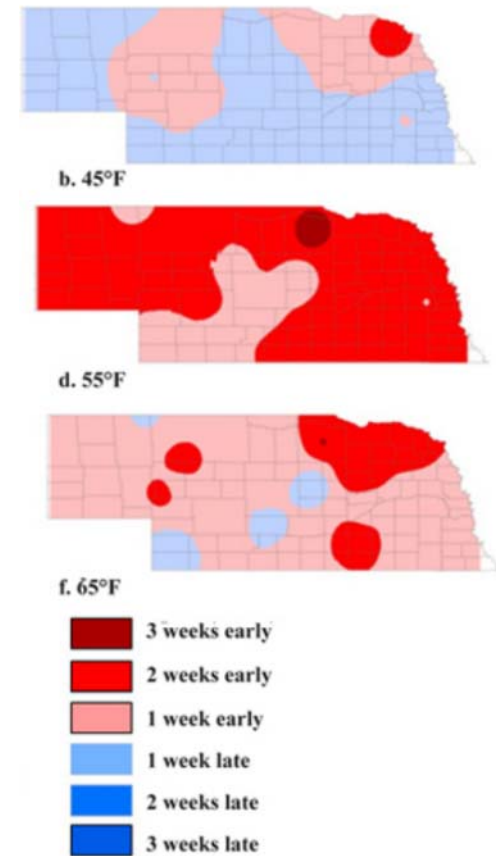 b. 45°F
d. 55°F
f. 65°F
3 weeks early
2 weeks early
1 week early
1 week late
2 weeks late
3 weeks late